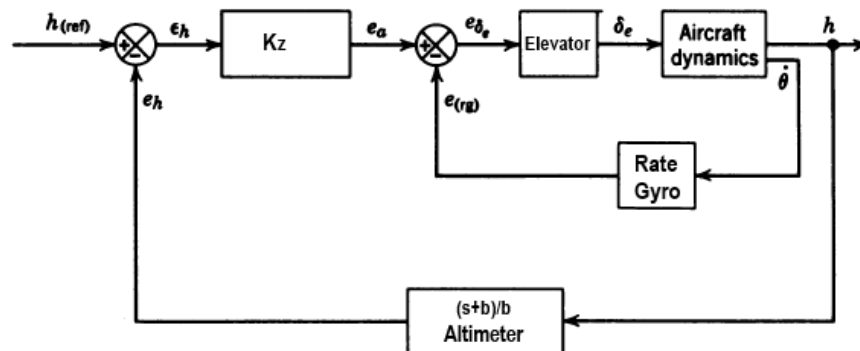 h(ref)
ϵh
Kz
ea
eδe
Elevator
δe
Aircraft
dynamics
h
θ̇
eh
e(rg)
Rate
Gyro
(s+b)/b
Altimeter